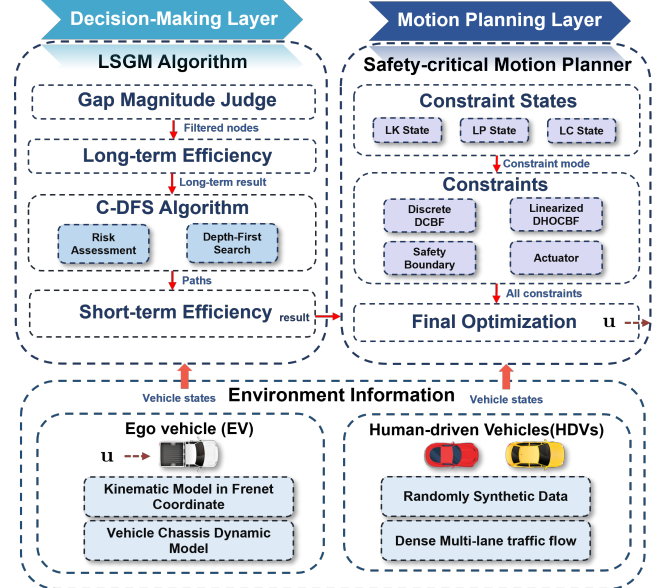 Decision-Making Layer
LSGM Algorithm
Gap Magnitude Judge
Filtered nodes
Long-term Efficiency
Long-term result
C-DFS Algorithm
Risk
Assessment
Depth-First
Search
Paths
Short-term Efficiency
result
Motion Planning Layer
Safety-critical Motion Planner
Constraint States
LK State
LP State
LC State
Constraint mode
Constraints
Discrete
DCBF
Linearized
DHOCBF
Safety
Boundary
Actuator
All constraints
Final Optimization
u
Vehicle states
Vehicle states
Environment Information
Ego vehicle (EV)
u
Kinematic Model in Frenet
Coordinate
Vehicle Chassis Dynamic
Model
Human-driven Vehicles(HDVs)
Randomly Synthetic Data
Dense Multi-lane traffic flow